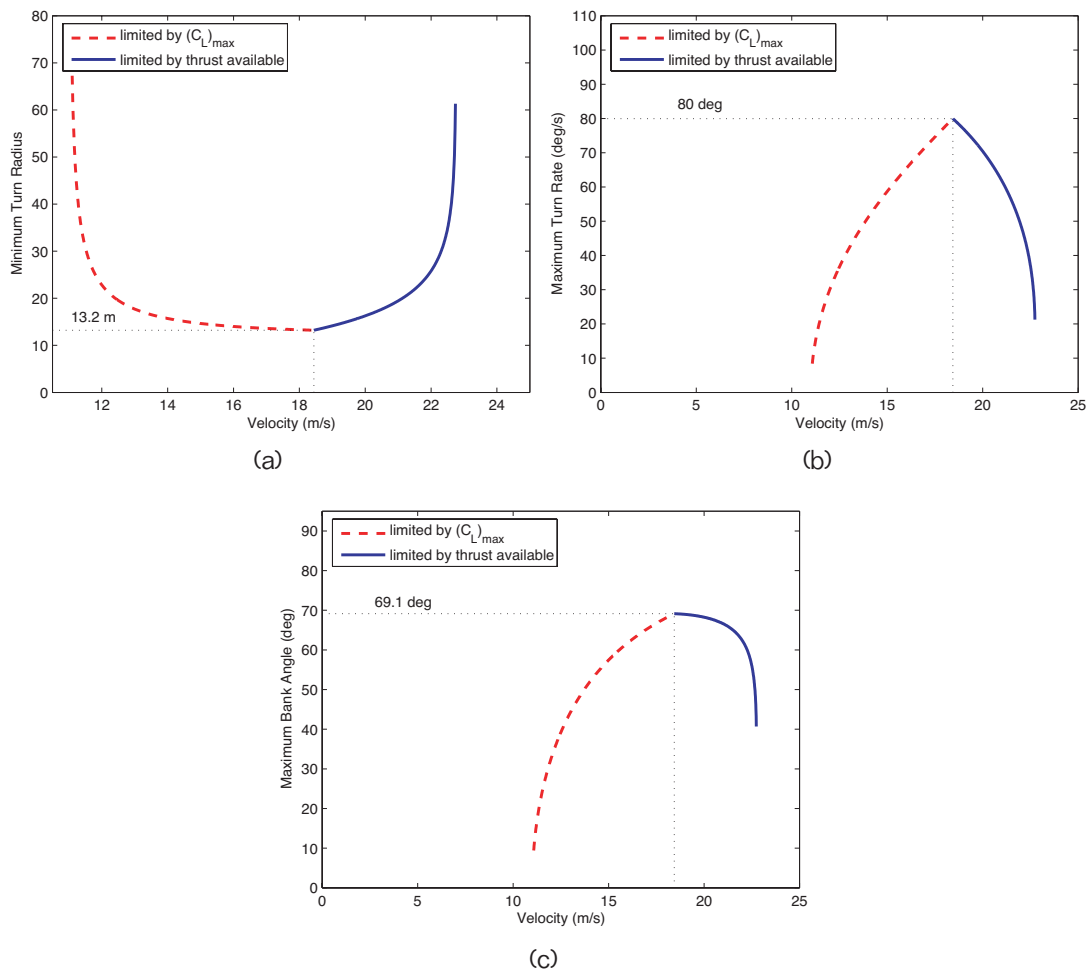 80
70
60
50
40
30
20
10
0
Minimum Turn Radius
limited by (C_L)_max
limited by thrust available
13.2 m
12 14 16 18 20 22 24
Velocity (m/s)
(a)
110
100
90
80
70
60
50
40
30
20
10
0
Maximum Turn Rate (deg/s)
limited by (C_L)_max
limited by thrust available
80 deg
0 5 10 15 20 25
Velocity (m/s)
(b)
90
80
70
60
50
40
30
20
10
0
Maximum Bank Angle (deg)
limited by (C_L)_max
limited by thrust available
69.1 deg
0 5 10 15 20 25
Velocity (m/s)
(c)